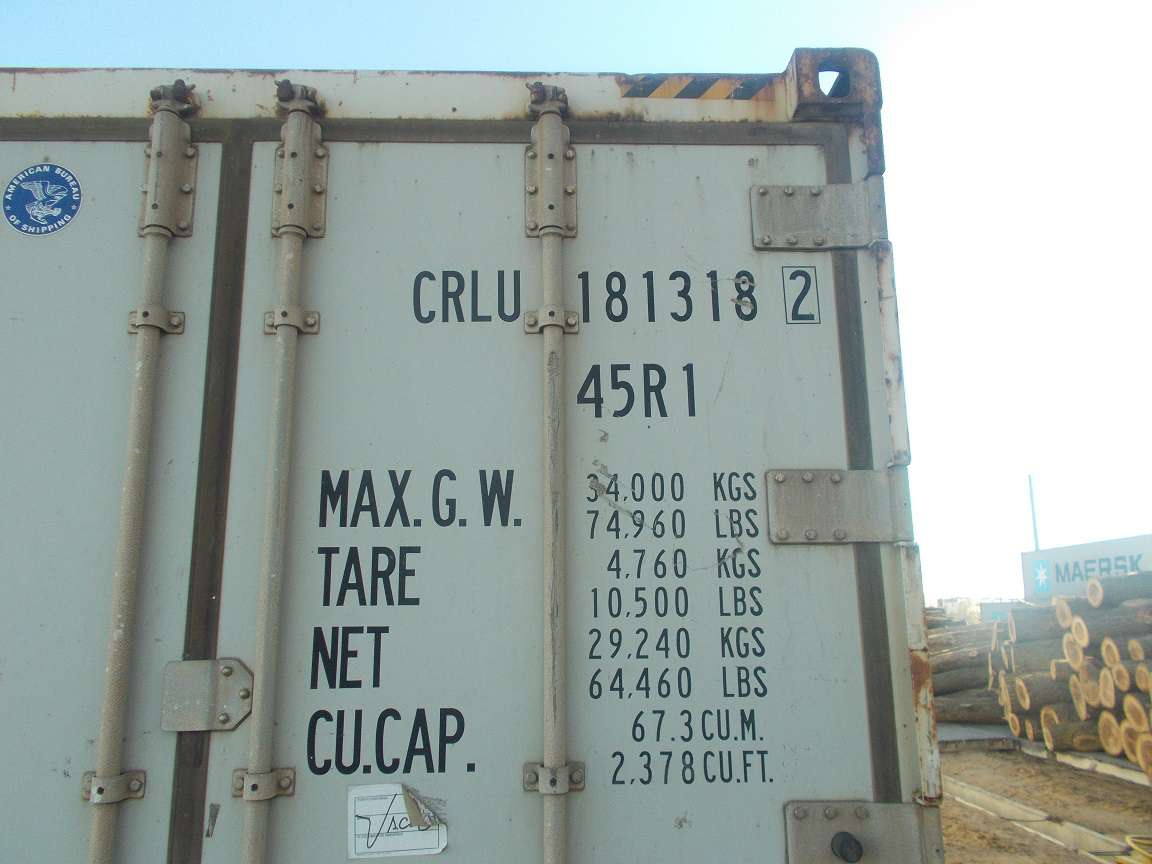 AMERICAN BUREAU
OF SHIPPING
CRLU 181318 2
45R1
MAX. G. W. 34,000 KGS
74,960 LBS
TARE 4,760 KGS
10,500 LBS
NET 29,240 KGS
64,460 LBS
CU.CAP. 67.3 CU.M.
2,378 CU.FT.
MAERSK